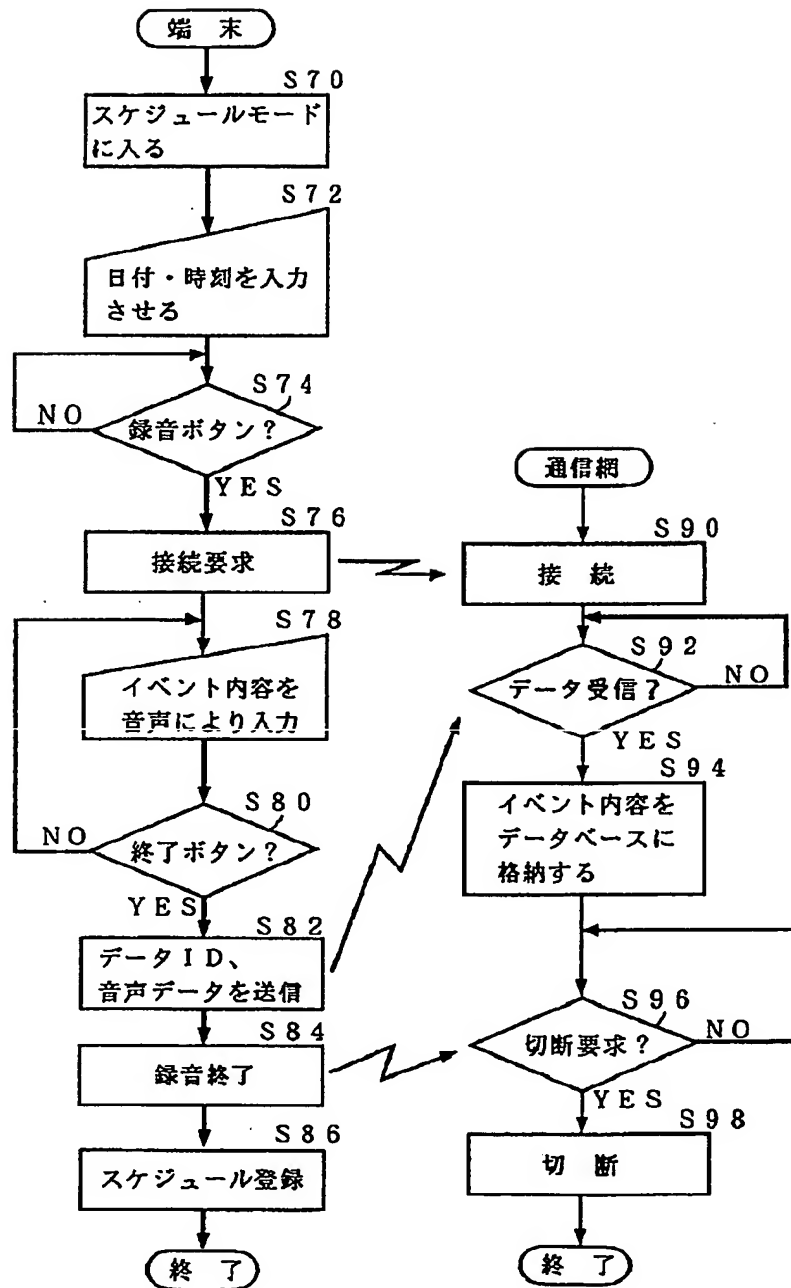 端末
S70
スケジュールモード
に入る
S72
日付・時刻を入力
させる
S74
録音ボタン?
NO
YES
S76
接続要求
S78
イベント内容を
音声により入力
S80
終了ボタン?
NO
YES
S82
データID、
音声データを送信
S84
録音終了
S86
スケジュール登録
終了
通信網
S90
接続
S92
データ受信?
NO
YES
S94
イベント内容を
データベースに
格納する
S96
切断要求?
NO
YES
S98
切断
終了